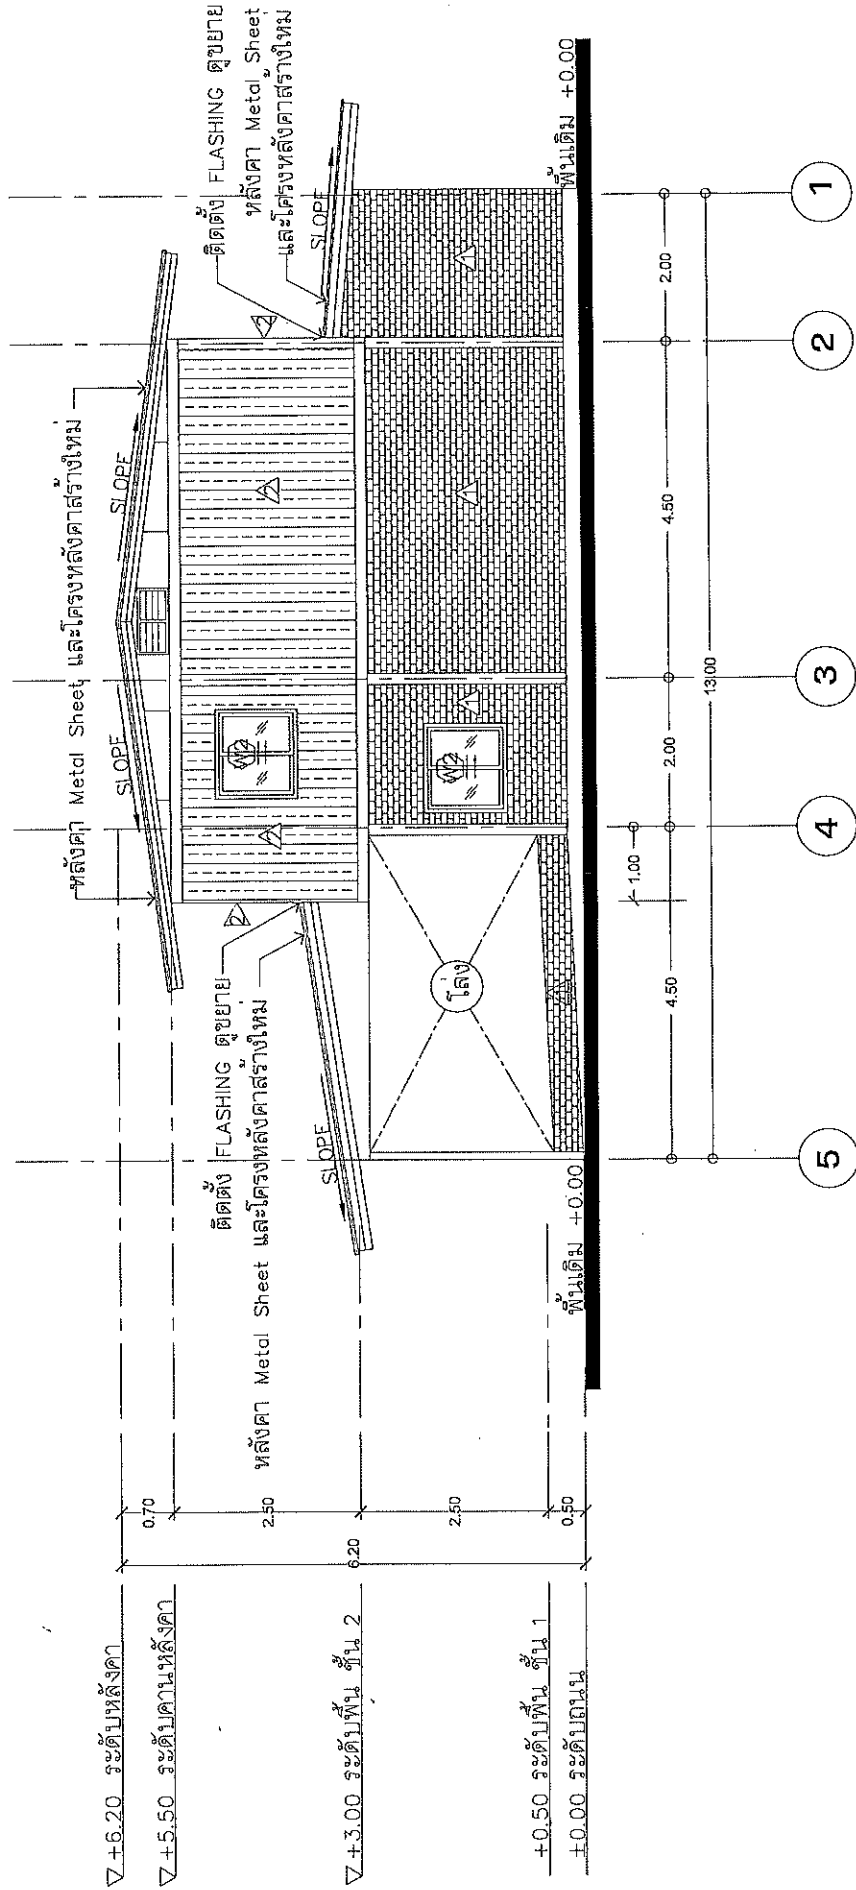 หลังคา Metal Sheet และโครงหลังคาสร้างใหม่
SLOPE
SLOPE
ติดตั้ง FLASHING ดูขยาย
หลังคา Metal Sheet
และโครงหลังคาสร้างใหม่
SLOPE
ติดตั้ง FLASHING ดูขยาย
หลังคา Metal Sheet และโครงหลังคาสร้างใหม่
SLOPE
+6.20 ระดับหลังคา
+5.50 ระดับคานหลังคา
+3.00 ระดับพื้น ชั้น 2
+0.50 ระดับพื้น ชั้น 1
±0.00 ระดับถนน
0.70
2.50
2.50
0.50
6.20
2
2
2
2
W2
W2
1
1
1
โล่ง
พื้นเดิม +0.00
พื้นเดิม +0.00
1.00
4.50
2.00
4.50
2.00
13.00
5
4
3
2
1